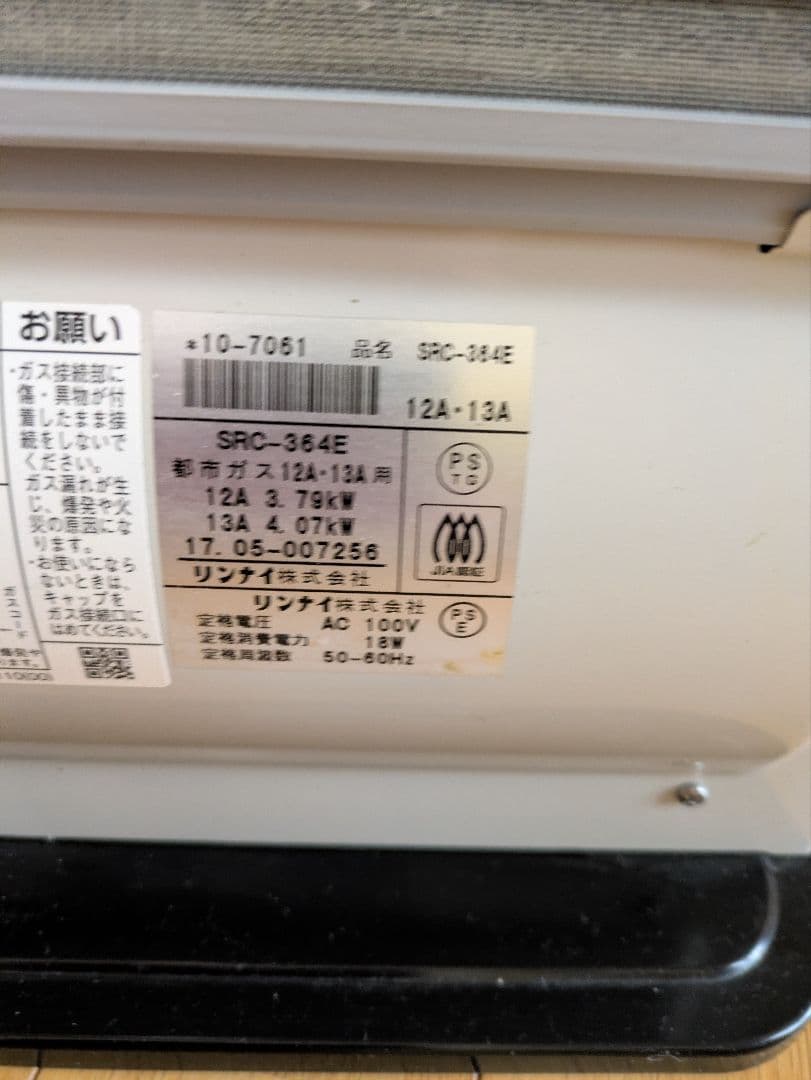 お願い
・ガス接続部に
傷・異物が付
着したまま接
続をしないで
ください。
ガス漏れが生
じ、爆発や火
災の原因にな
ります。
・お使いになら
ないときは、
キャップを
ガス接続口に
はめてください。
ガスコード
*10-7061 品名 SRC-364E
12A・13A
SRC-364E
都市ガス12A・13A用
12A 3.79kW
13A 4.07kW
17.05-007256
リンナイ株式会社
PS
TG
JIA認証
リンナイ株式会社
定格電圧 AC 100V
定格消費電力 18W
定格周波数 50-60Hz
PS
E